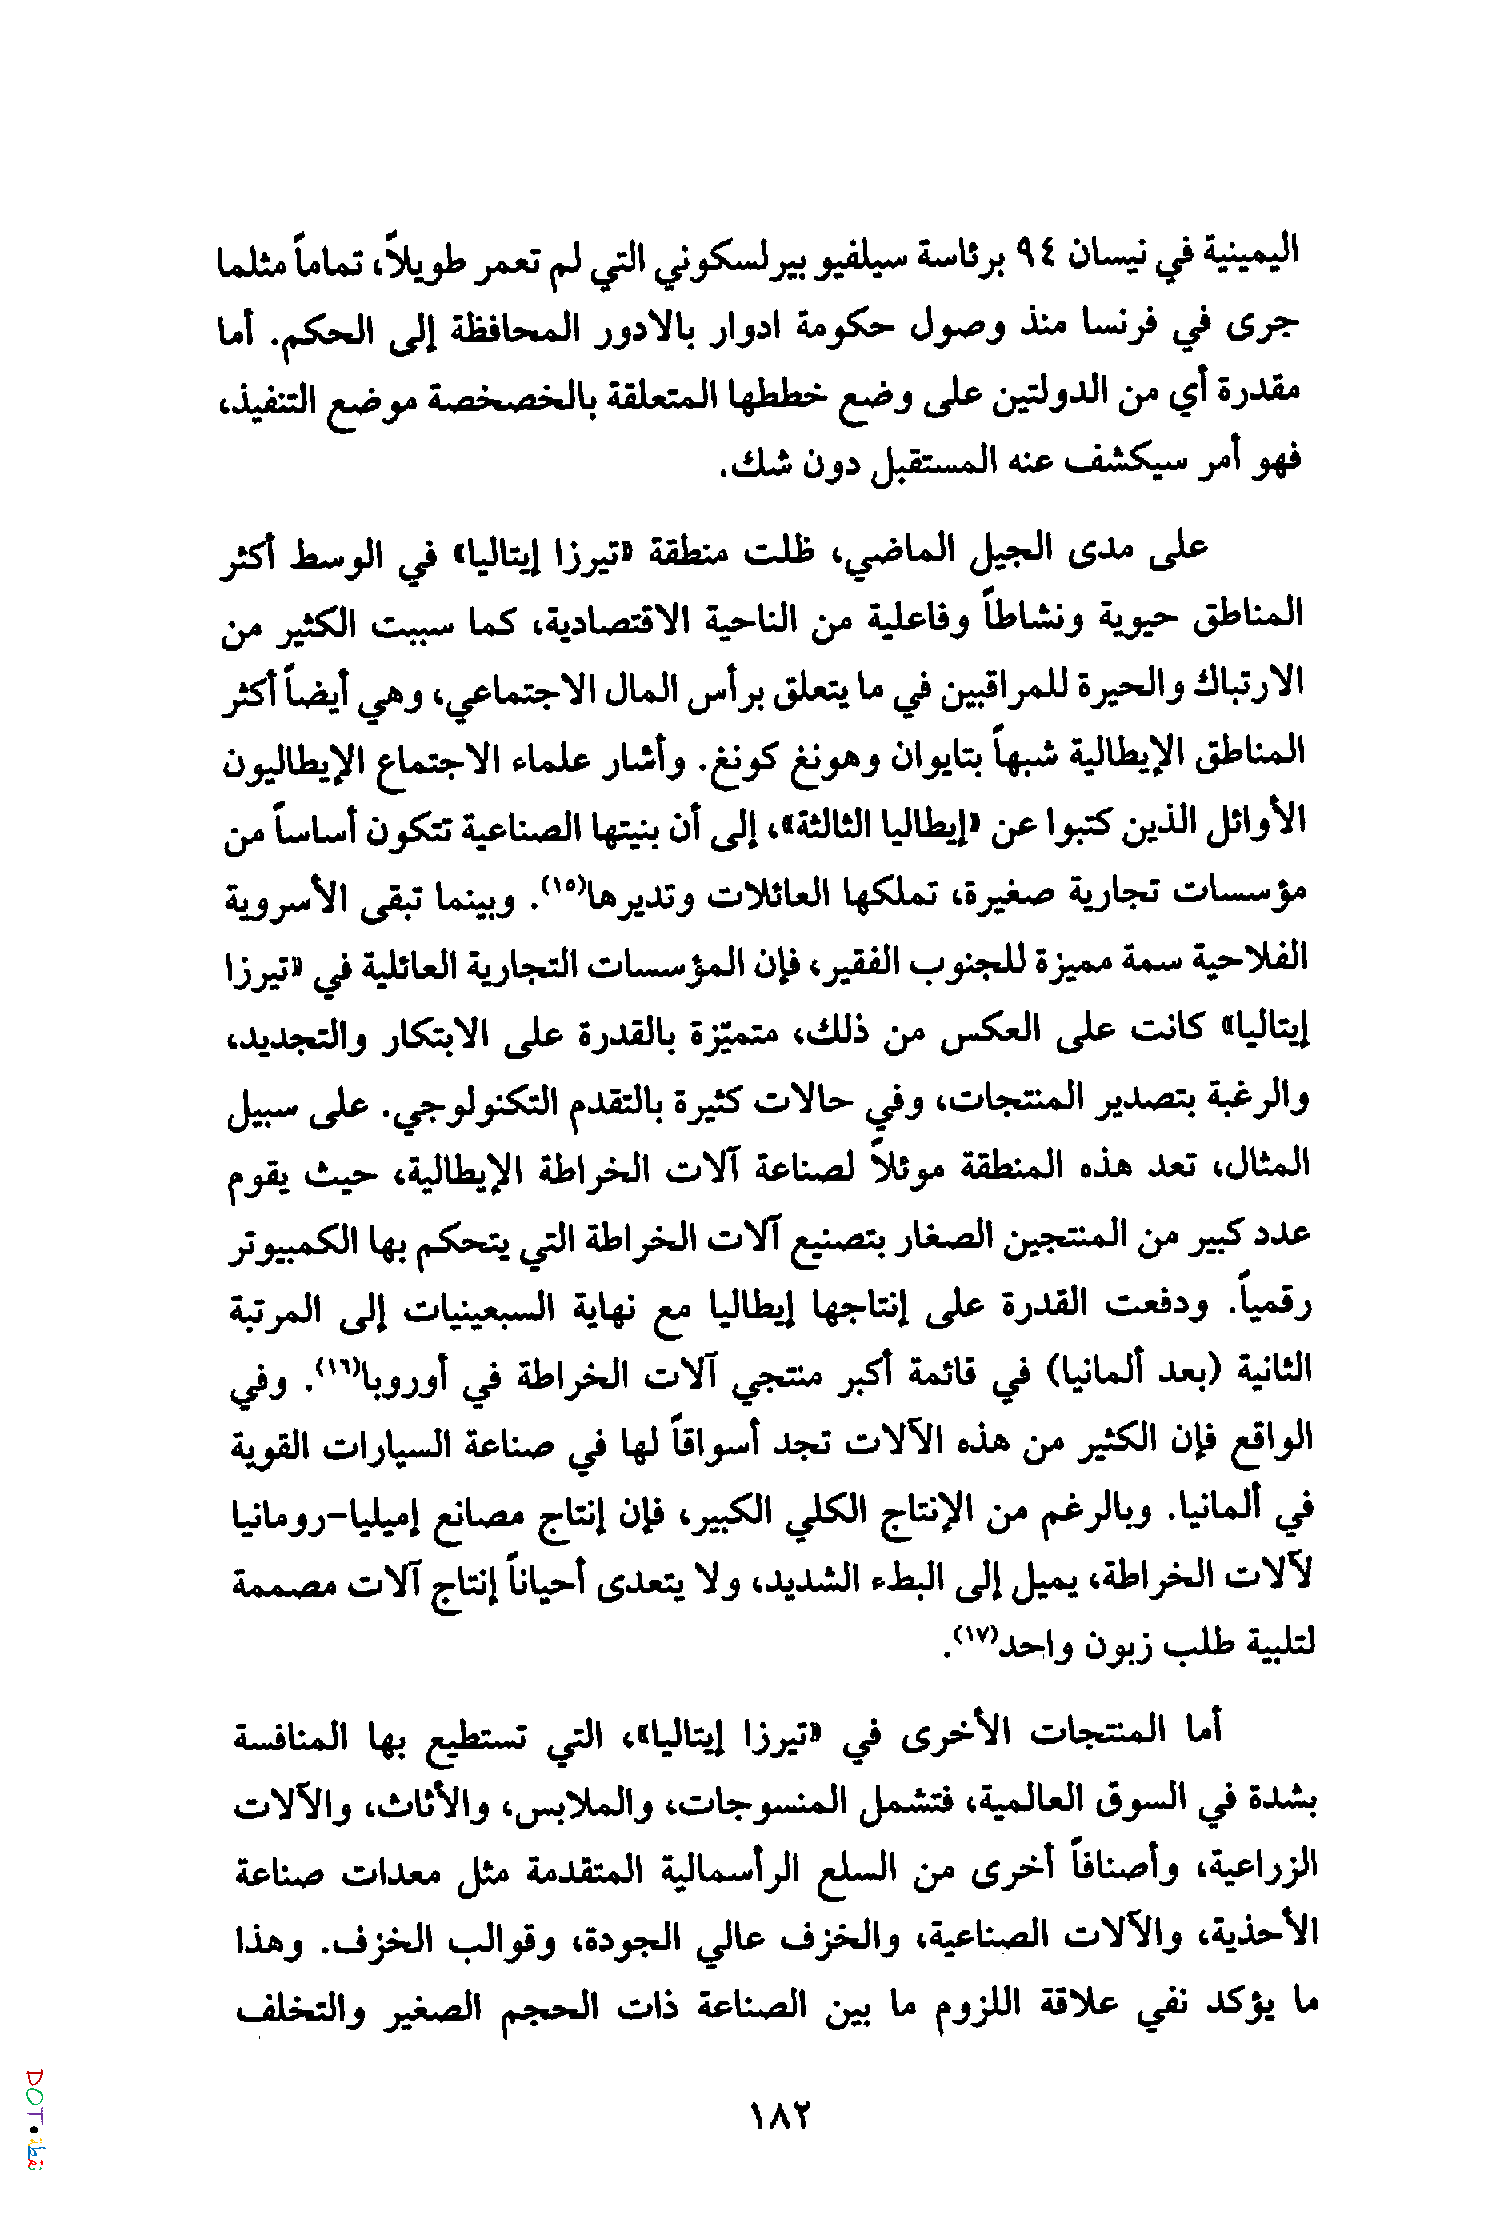 اليمينية في نيسان ٩٤ برئاسة سيلفيو بيرلسكوني التي لم تعمر طويلاً، تماماً مثلما
جرى في فرنسا منذ وصول حكومة ادوار بالادور المحافظة إلى الحكم. أما
مقدرة أي من الدولتين على وضع خططها المتعلقة بالخصخصة موضع التنفيذ،
فهو أمر سيكشف عنه المستقبل دون شك.
على مدى الجيل الماضي، ظلت منطقة «تيرزا إيتاليا» في الوسط أكثر
المناطق حيوية ونشاطاً وفاعلية من الناحية الاقتصادية، كما سببت الكثير من
الارتباك والحيرة للمراقبين في ما يتعلق برأس المال الاجتماعي، وهي أيضاً أكثر
المناطق الإيطالية شبهاً بتايوان وهونغ كونغ. وأشار علماء الاجتماع الإيطاليون
الأوائل الذين كتبوا عن «إيطاليا الثالثة»، إلى أن بنيتها الصناعية تتكون أساساً من
مؤسسات تجارية صغيرة، تملكها العائلات وتديرها(١٥). وبينما تبقى الأسروية
الفلاحية سمة مميزة للجنوب الفقير، فإن المؤسسات التجارية العائلية في «تيرزا
إيتاليا» كانت على العكس من ذلك، متميّزة بالقدرة على الابتكار والتجديد،
والرغبة بتصدير المنتجات، وفي حالات كثيرة بالتقدم التكنولوجي. على سبيل
المثال، تعد هذه المنطقة موئلاً لصناعة آلات الخراطة الإيطالية، حيث يقوم
عدد كبير من المنتجين الصغار بتصنيع آلات الخراطة التي يتحكم بها الكمبيوتر
رقمياً. ودفعت القدرة على إنتاجها إيطاليا مع نهاية السبعينيات إلى المرتبة
الثانية (بعد ألمانيا) في قائمة أكبر منتجي آلات الخراطة في أوروبا(١٦). وفي
الواقع فإن الكثير من هذه الآلات تجد أسواقاً لها في صناعة السيارات القوية
في ألمانيا. وبالرغم من الإنتاج الكلي الكبير، فإن إنتاج مصانع إميليا-رومانيا
لآلات الخراطة، يميل إلى البطء الشديد، ولا يتعدى أحياناً إنتاج آلات مصممة
لتلبية طلب زبون واحد(١٧).
أما المنتجات الأخرى في «تيرزا إيتاليا»، التي تستطيع بها المنافسة
بشدة في السوق العالمية، فتشمل المنسوجات، والملابس، والأثاث، والآلات
الزراعية، وأصنافاً أخرى من السلع الرأسمالية المتقدمة مثل معدات صناعة
الأحذية، والآلات الصناعية، والخزف عالي الجودة، وقوالب الخزف. وهذا
ما يؤكد نفي علاقة اللزوم ما بين الصناعة ذات الحجم الصغير والتخلف
١٨٢
DOT نقطة